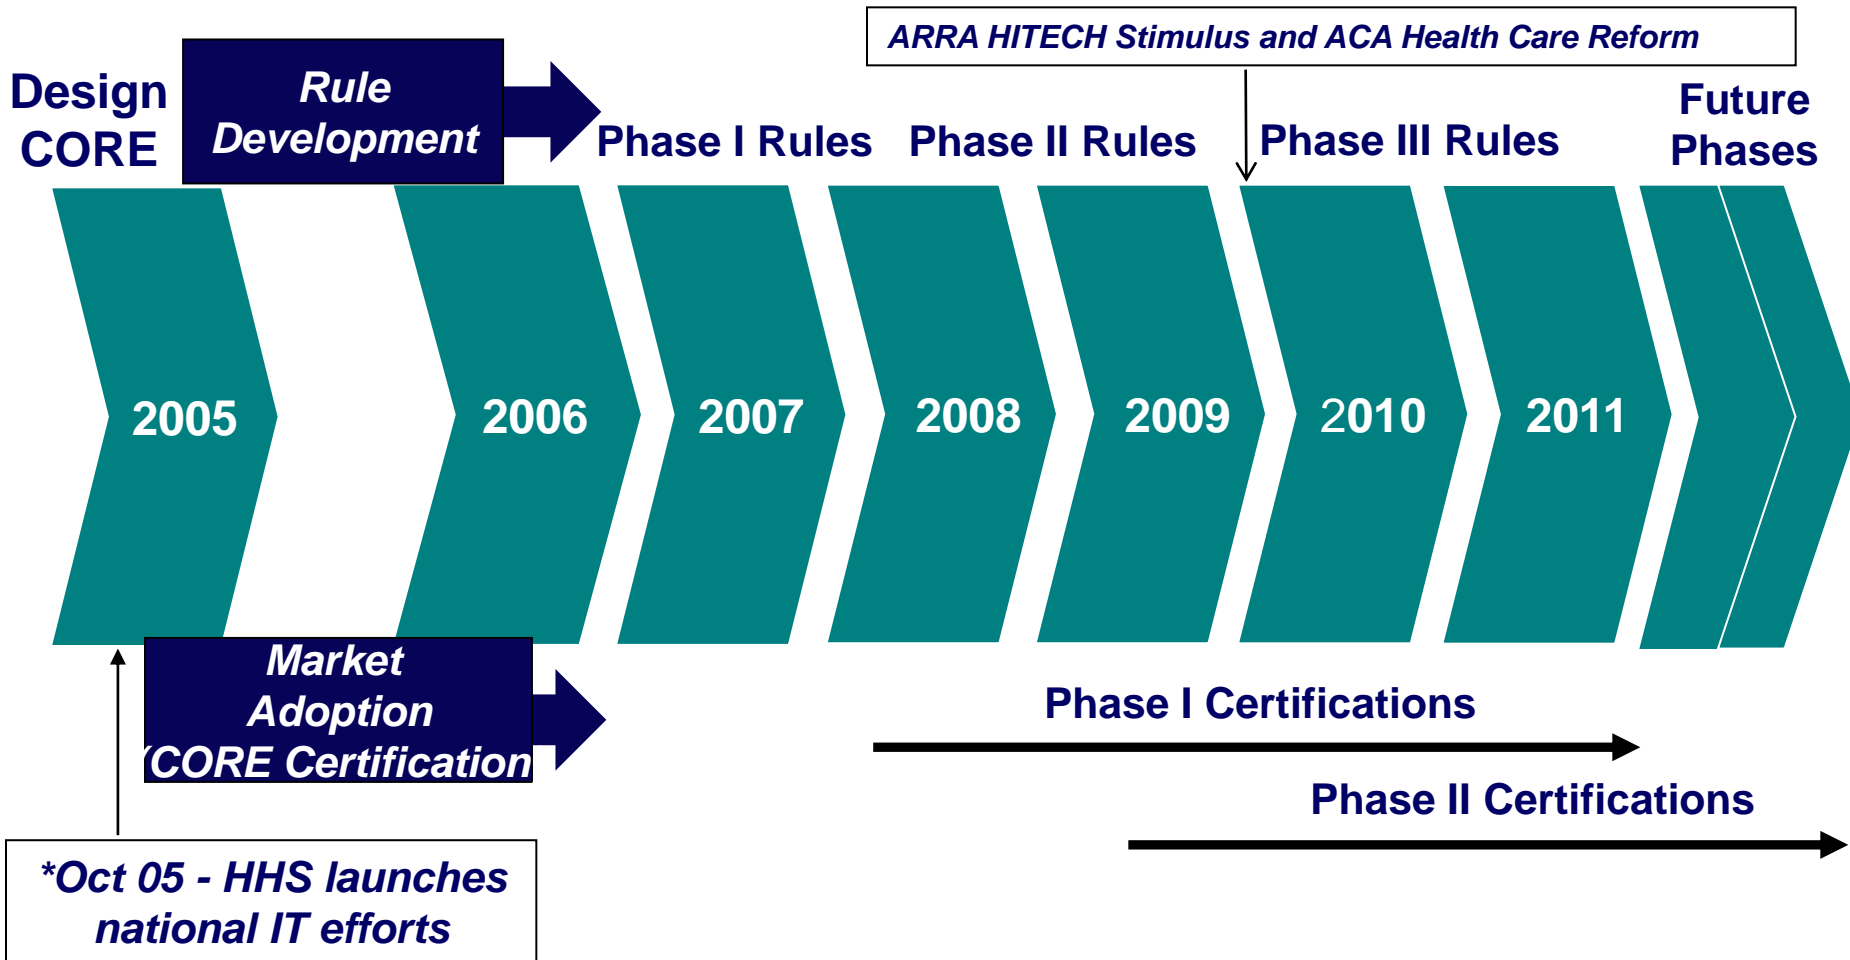 ARRA HITECH Stimulus and ACA Health Care Reform
Design
CORE
Rule
Development
Phase I Rules
Phase II Rules
Phase III Rules
Future
Phases
2005
2006
2007
2008
2009
2010
2011
Market
Adoption
(CORE Certification
Phase I Certifications
Phase II Certifications
*Oct 05 - HHS launches
national IT efforts